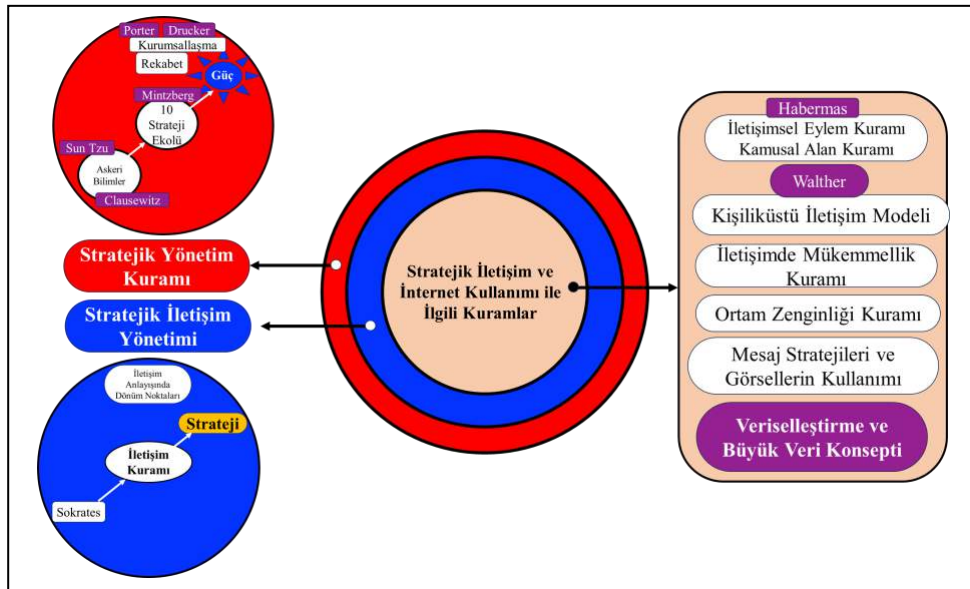 Porter
Drucker
Kurumsallaşma
Rekabet
Güç
Mintzberg
10
Strateji
Ekolü
Sun Tzu
Askeri
Bilimler
Clausewitz
Stratejik Yönetim
Kuramı
Stratejik İletişim
Yönetimi
İletişim
Anlayışında
Dönüm Noktaları
Strateji
İletişim
Kuramı
Sokrates
Stratejik İletişim ve
İnternet Kullanımı ile
İlgili Kuramlar
Habermas
İletişimsel Eylem Kuramı
Kamusal Alan Kuramı
Walther
Kişiliküstü İletişim Modeli
İletişimde Mükemmellik
Kuramı
Ortam Zenginliği Kuramı
Mesaj Stratejileri ve
Görsellerin Kullanımı
Veriselleştirme ve
Büyük Veri Konsepti